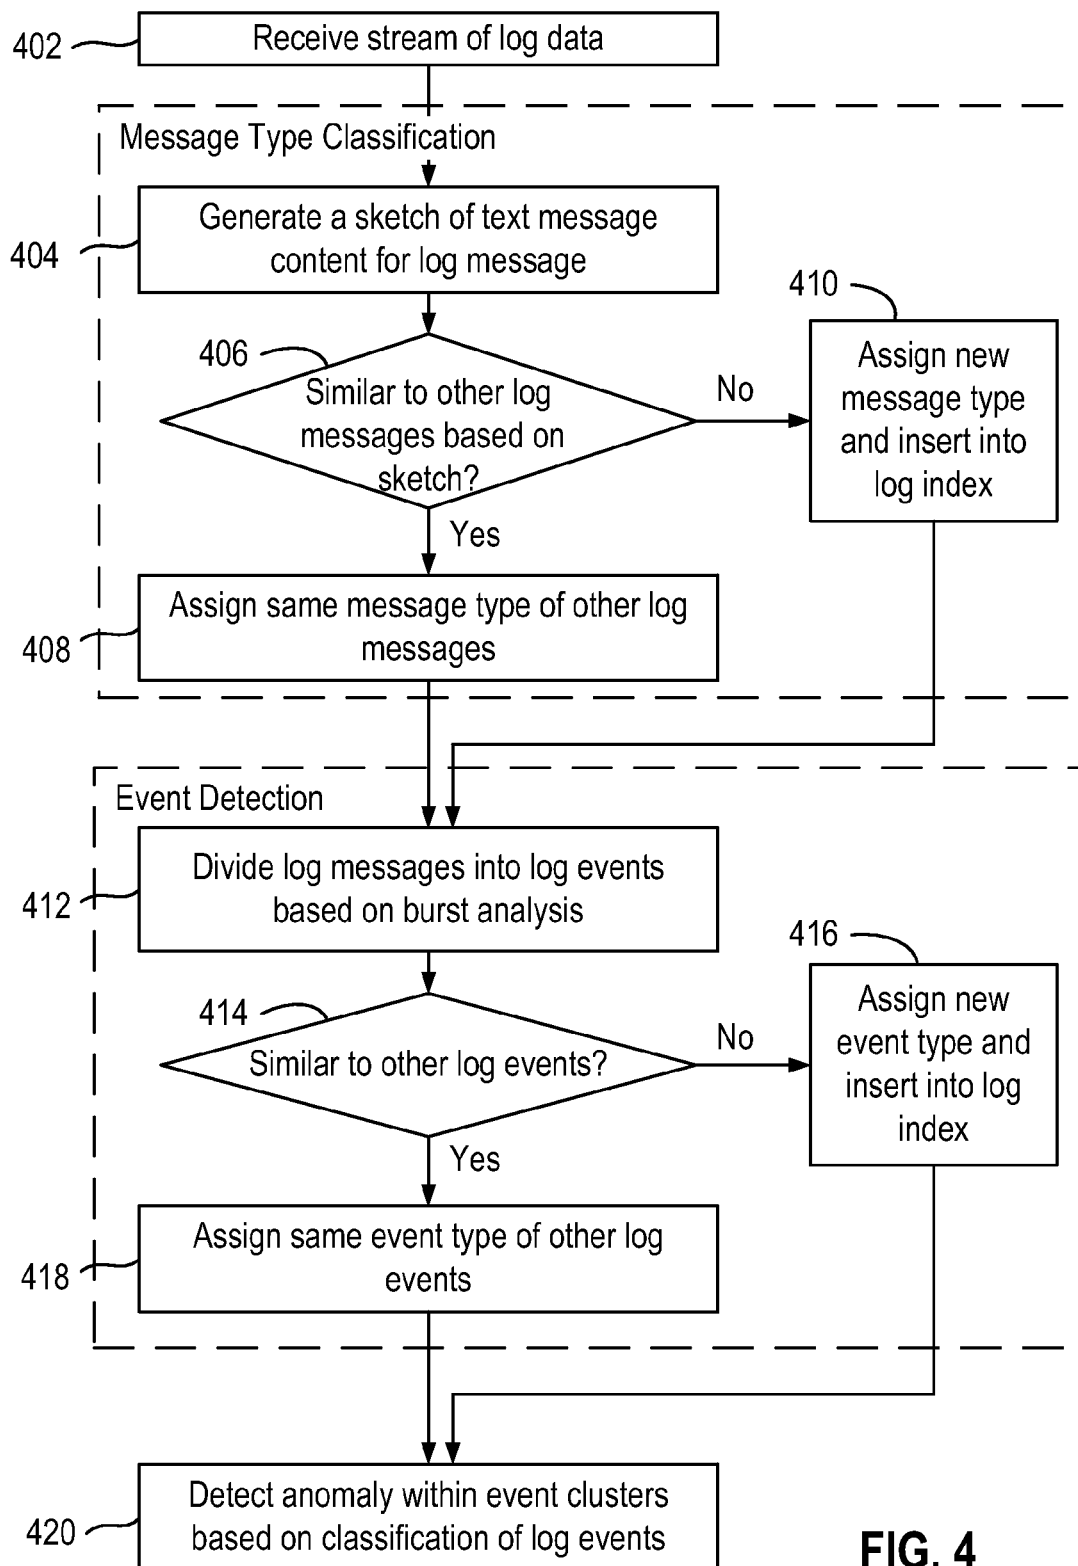 402
Receive stream of log data
Message Type Classification
404
Generate a sketch of text message
content for log message
406
Similar to other log
messages based on
sketch?
No
410
Assign new
message type
and insert into
log index
Yes
408
Assign same message type of other log
messages
Event Detection
412
Divide log messages into log events
based on burst analysis
414
Similar to other log events?
No
416
Assign new
event type and
insert into log
index
Yes
418
Assign same event type of other log
events
420
Detect anomaly within event clusters
based on classification of log events
FIG. 4